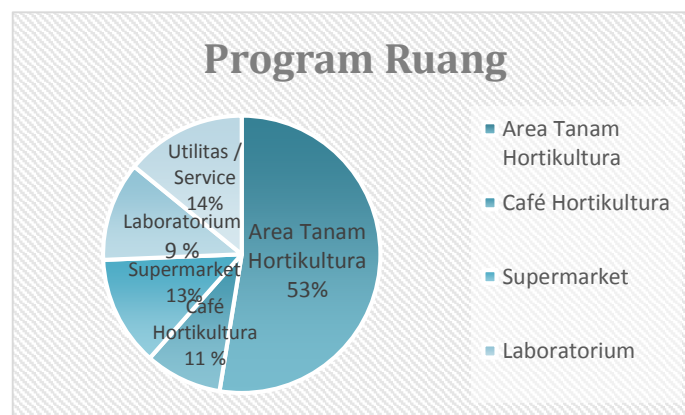 Program Ruang
Utilitas /
Service
14%
Laboratorium
9 %
Supermarket
13%
Café
Hortikultura
11 %
Area Tanam
Hortikultura
53%
Area Tanam
Hortikultura
Café Hortikultura
Supermarket
Laboratorium